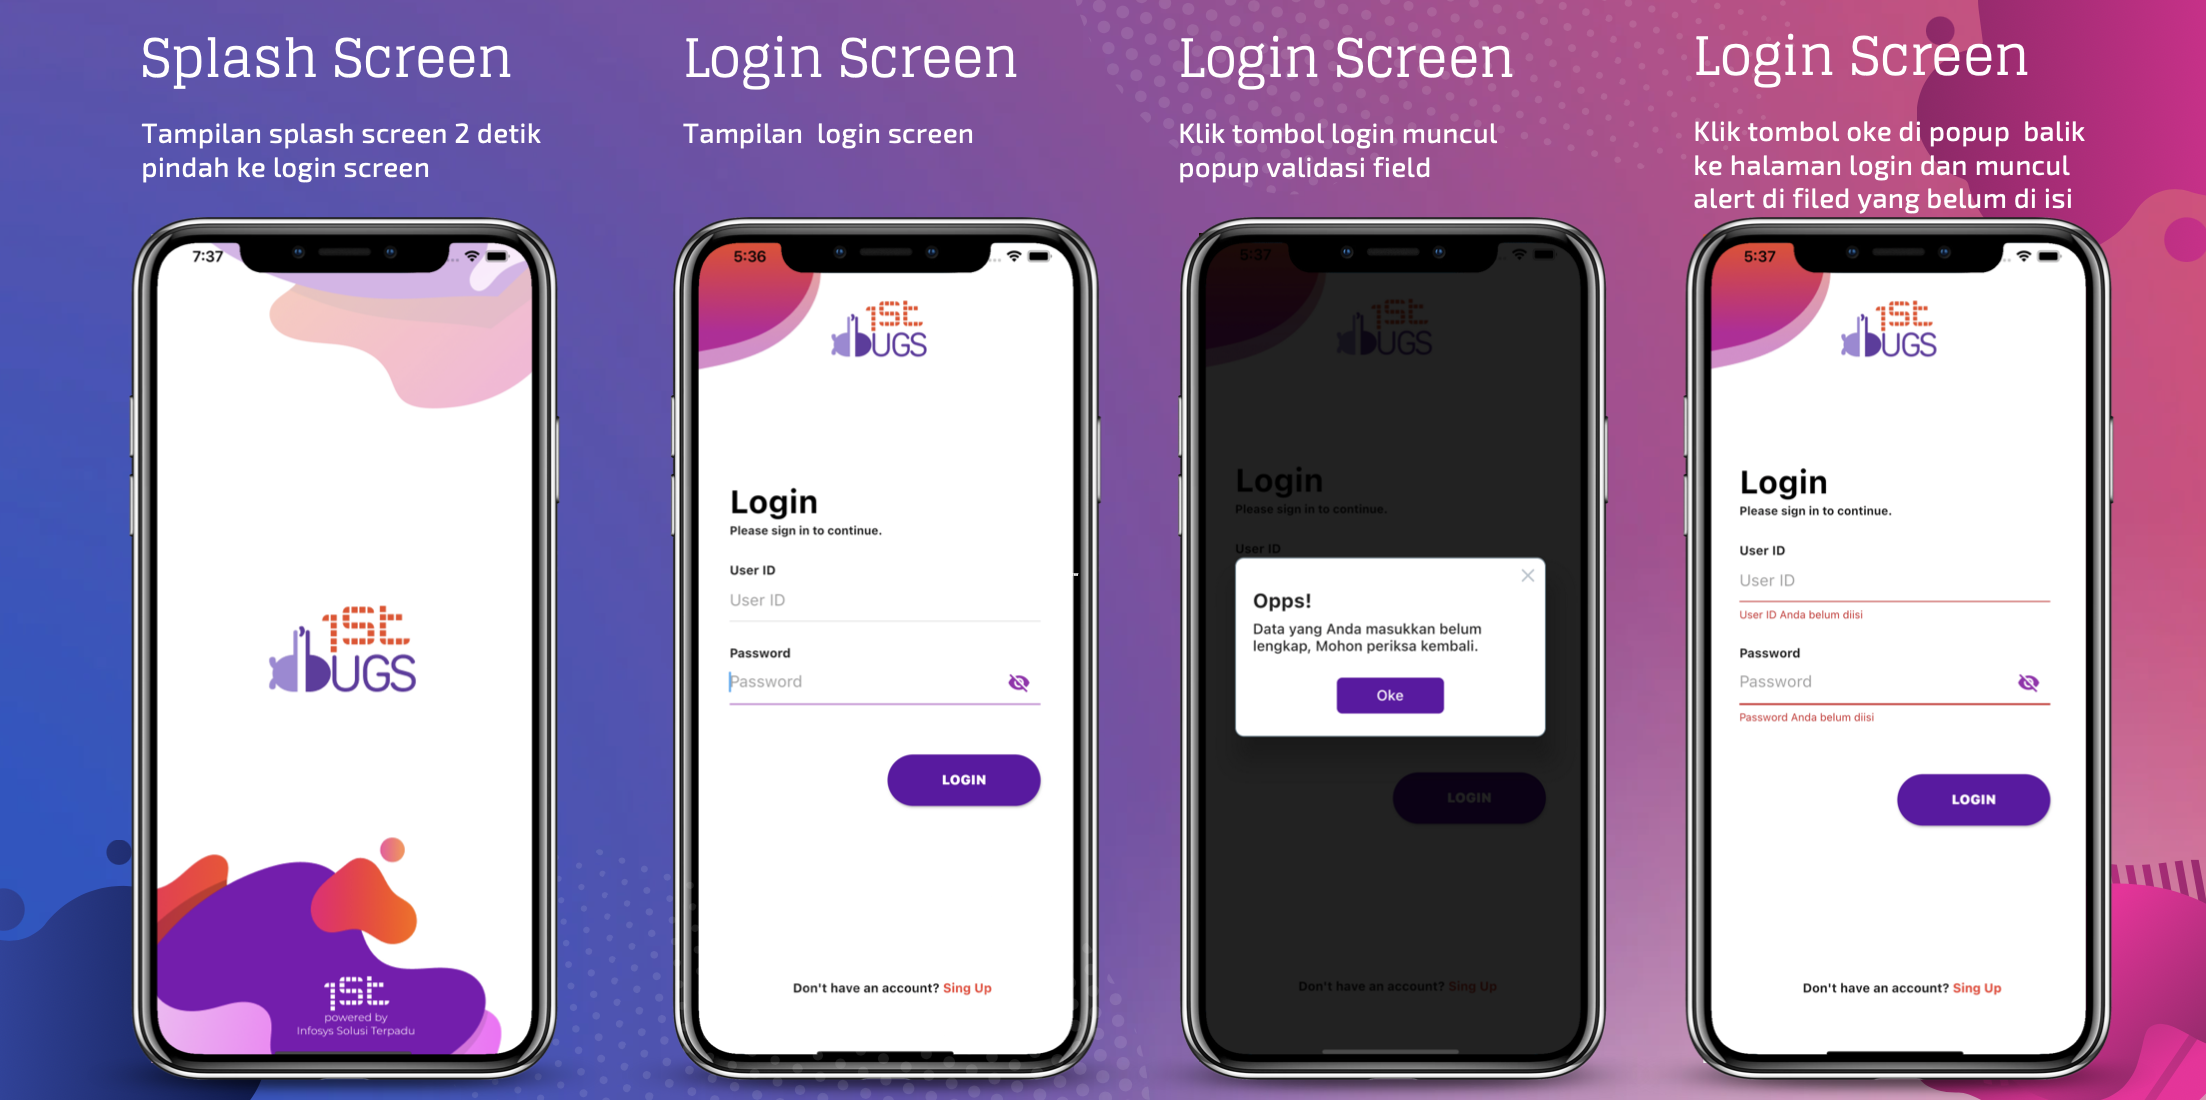 Splash Screen
Tampilan splash screen 2 detik
pindah ke login screen
7:37
1St
bUGS
1St
powered by
Infosys Solusi Terpadu
Login Screen
Tampilan login screen
5:36
1St
bUGS
Login
Please sign in to continue.
User ID
User ID
Password
Password
LOGIN
Don't have an account? Sing Up
Login Screen
Klik tombol login muncul
popup validasi field
5:37
1St
bUGS
Login
Please sign in to continue.
User ID
Opps!
Data yang Anda masukkan belum
lengkap, Mohon periksa kembali.
Oke
LOGIN
Don't have an account? Sing Up
Login Screen
Klik tombol oke di popup balik
ke halaman login dan muncul
alert di filed yang belum di isi
5:37
1St
bUGS
Login
Please sign in to continue.
User ID
User ID
User ID Anda belum diisi
Password
Password
Password Anda belum diisi
LOGIN
Don't have an account? Sing Up